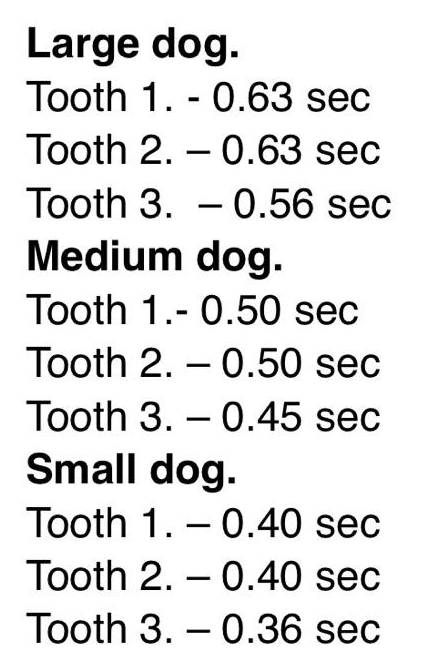 Large dog.
Tooth 1. - 0.63 sec
Tooth 2. – 0.63 sec
Tooth 3.  – 0.56 sec
Medium dog.
Tooth 1.- 0.50 sec
Tooth 2. – 0.50 sec
Tooth 3. – 0.45 sec
Small dog.
Tooth 1. – 0.40 sec
Tooth 2. – 0.40 sec
Tooth 3. – 0.36 sec